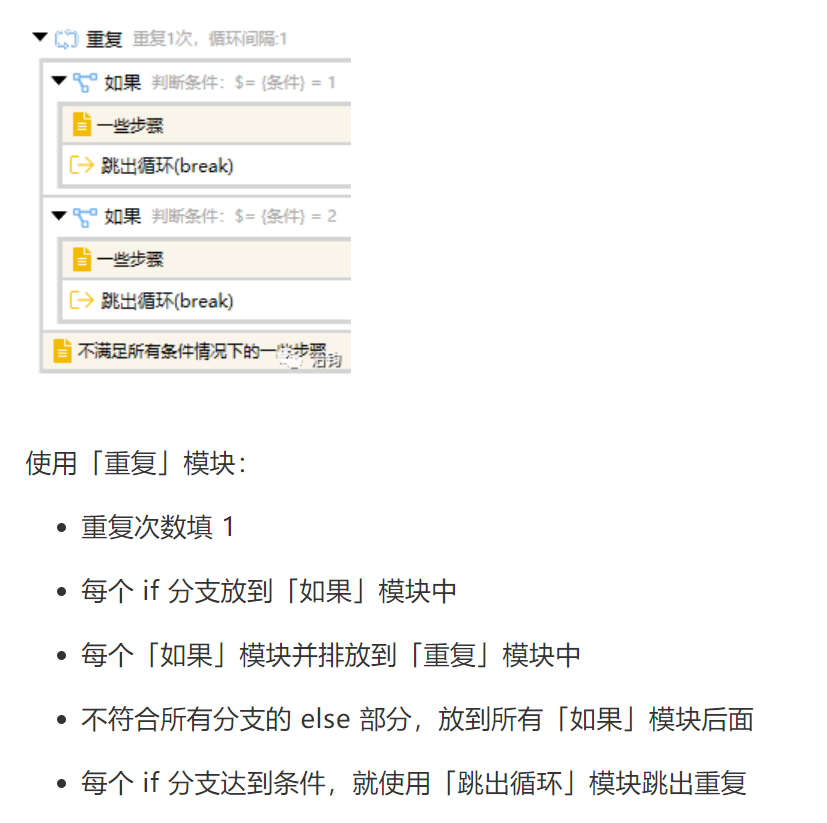 重复 重复1次，循环间隔:1
如果 判断条件：$= {条件} = 1
一些步骤
跳出循环(break)
如果 判断条件：$= {条件} = 2
一些步骤
跳出循环(break)
不满足所有条件情况下的一些步骤
使用「重复」模块：
重复次数填 1
每个 if 分支放到「如果」模块中
每个「如果」模块并排放到「重复」模块中
不符合所有分支的 else 部分，放到所有「如果」模块后面
每个 if 分支达到条件，就使用「跳出循环」模块跳出重复